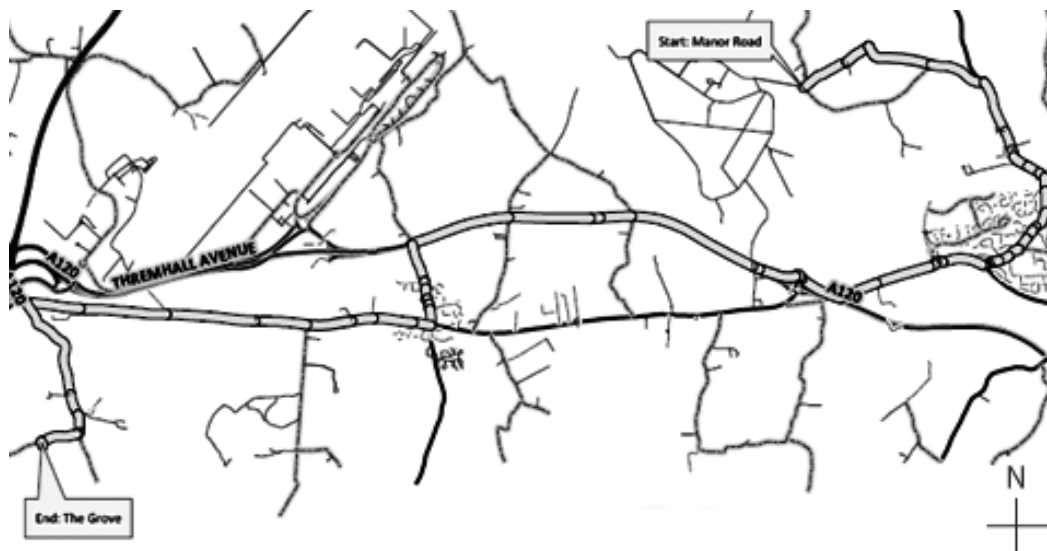 Start: Manor Road
A120
THREMHALL AVENUE
A120
A120
End: The Grove
N